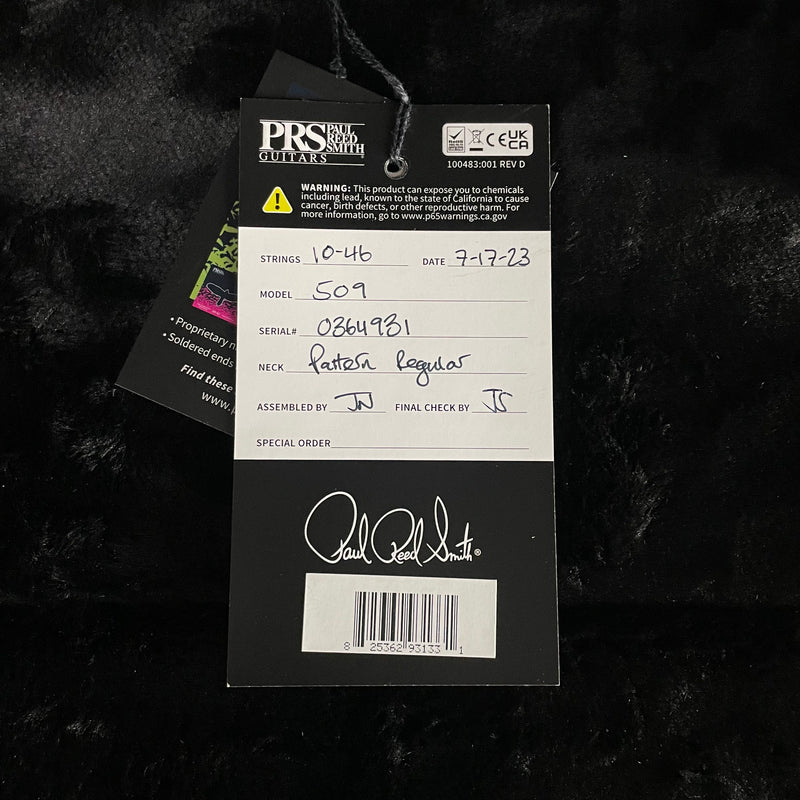 PRS PAUL REED SMITH
GUITARS
RoHS CE UK CA
100483:001 REV D
WARNING: This product can expose you to chemicals
including lead, known to the state of California to cause
cancer, birth defects, or other reproductive harm. For
more information, go to www.p65warnings.ca.gov
STRINGS 10-46 DATE 7-17-23
MODEL 509
SERIAL# 0364931
NECK Pattern Regular
ASSEMBLED BY JN FINAL CHECK BY JS
SPECIAL ORDER
Paul Reed Smith®
8 25362 93133 1
• Proprietary
• Soldered ends
Find these
www.